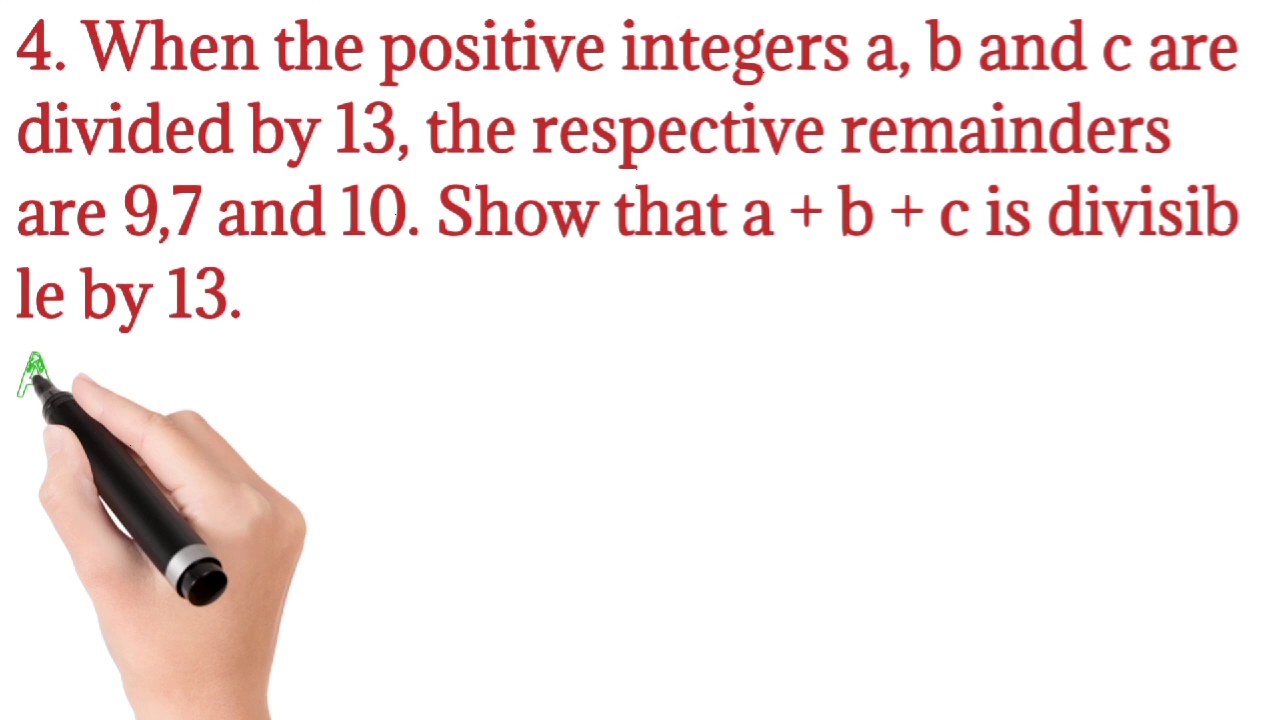 4. When the positive integers a, b and c are
divided by 13, the respective remainders
are 9,7 and 10. Show that a + b + c is divisib
le by 13.
A